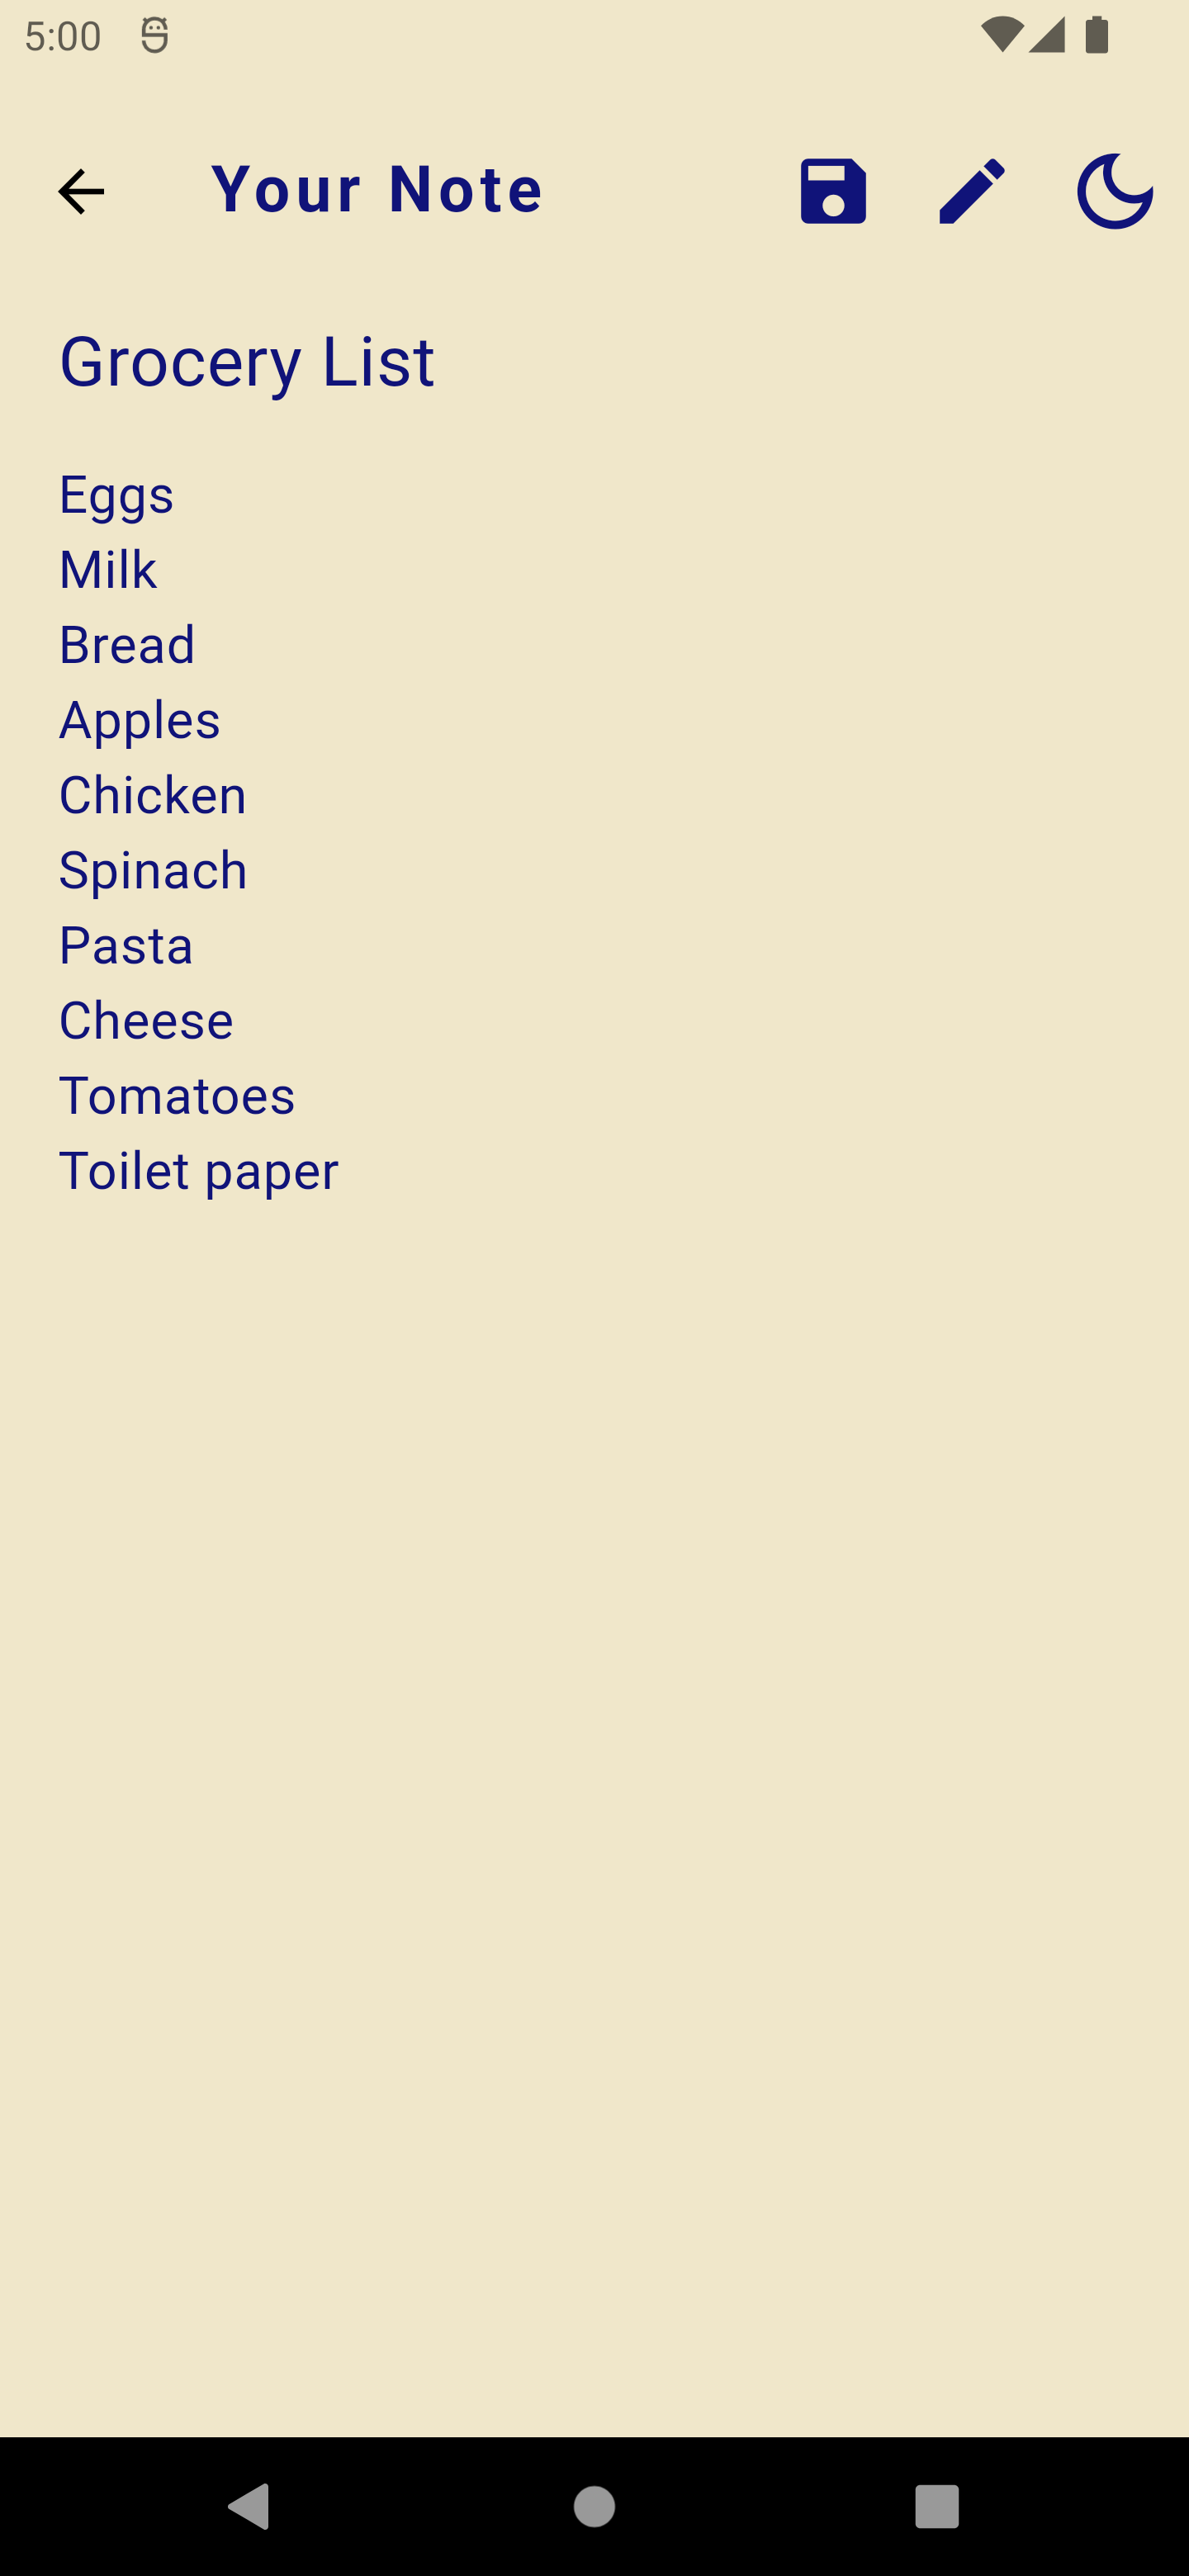 5:00
Your Note
Grocery List
Eggs
Milk
Bread
Apples
Chicken
Spinach
Pasta
Cheese
Tomatoes
Toilet paper